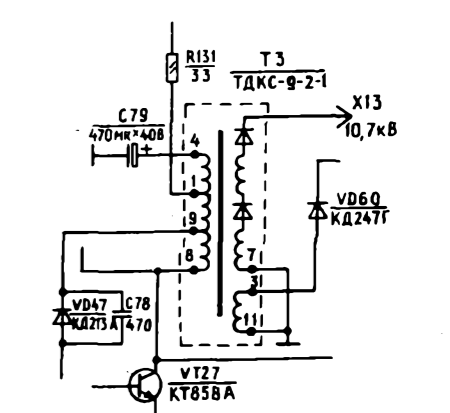 R131
33
T3
ТДКС-9-2-1
C79
470мк×40В
+
X13
10,7кВ
4
1
9
8
7
3
11
VD60
КД247Г
VD47
КД213А
C78
470
VT27
КТ858А